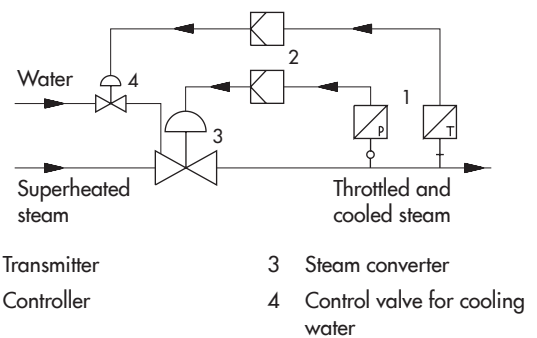 2
Water
4
1
3
P
T
Superheated
steam
Throttled and
cooled steam
Transmitter
3 Steam converter
Controller
4 Control valve for cooling
water